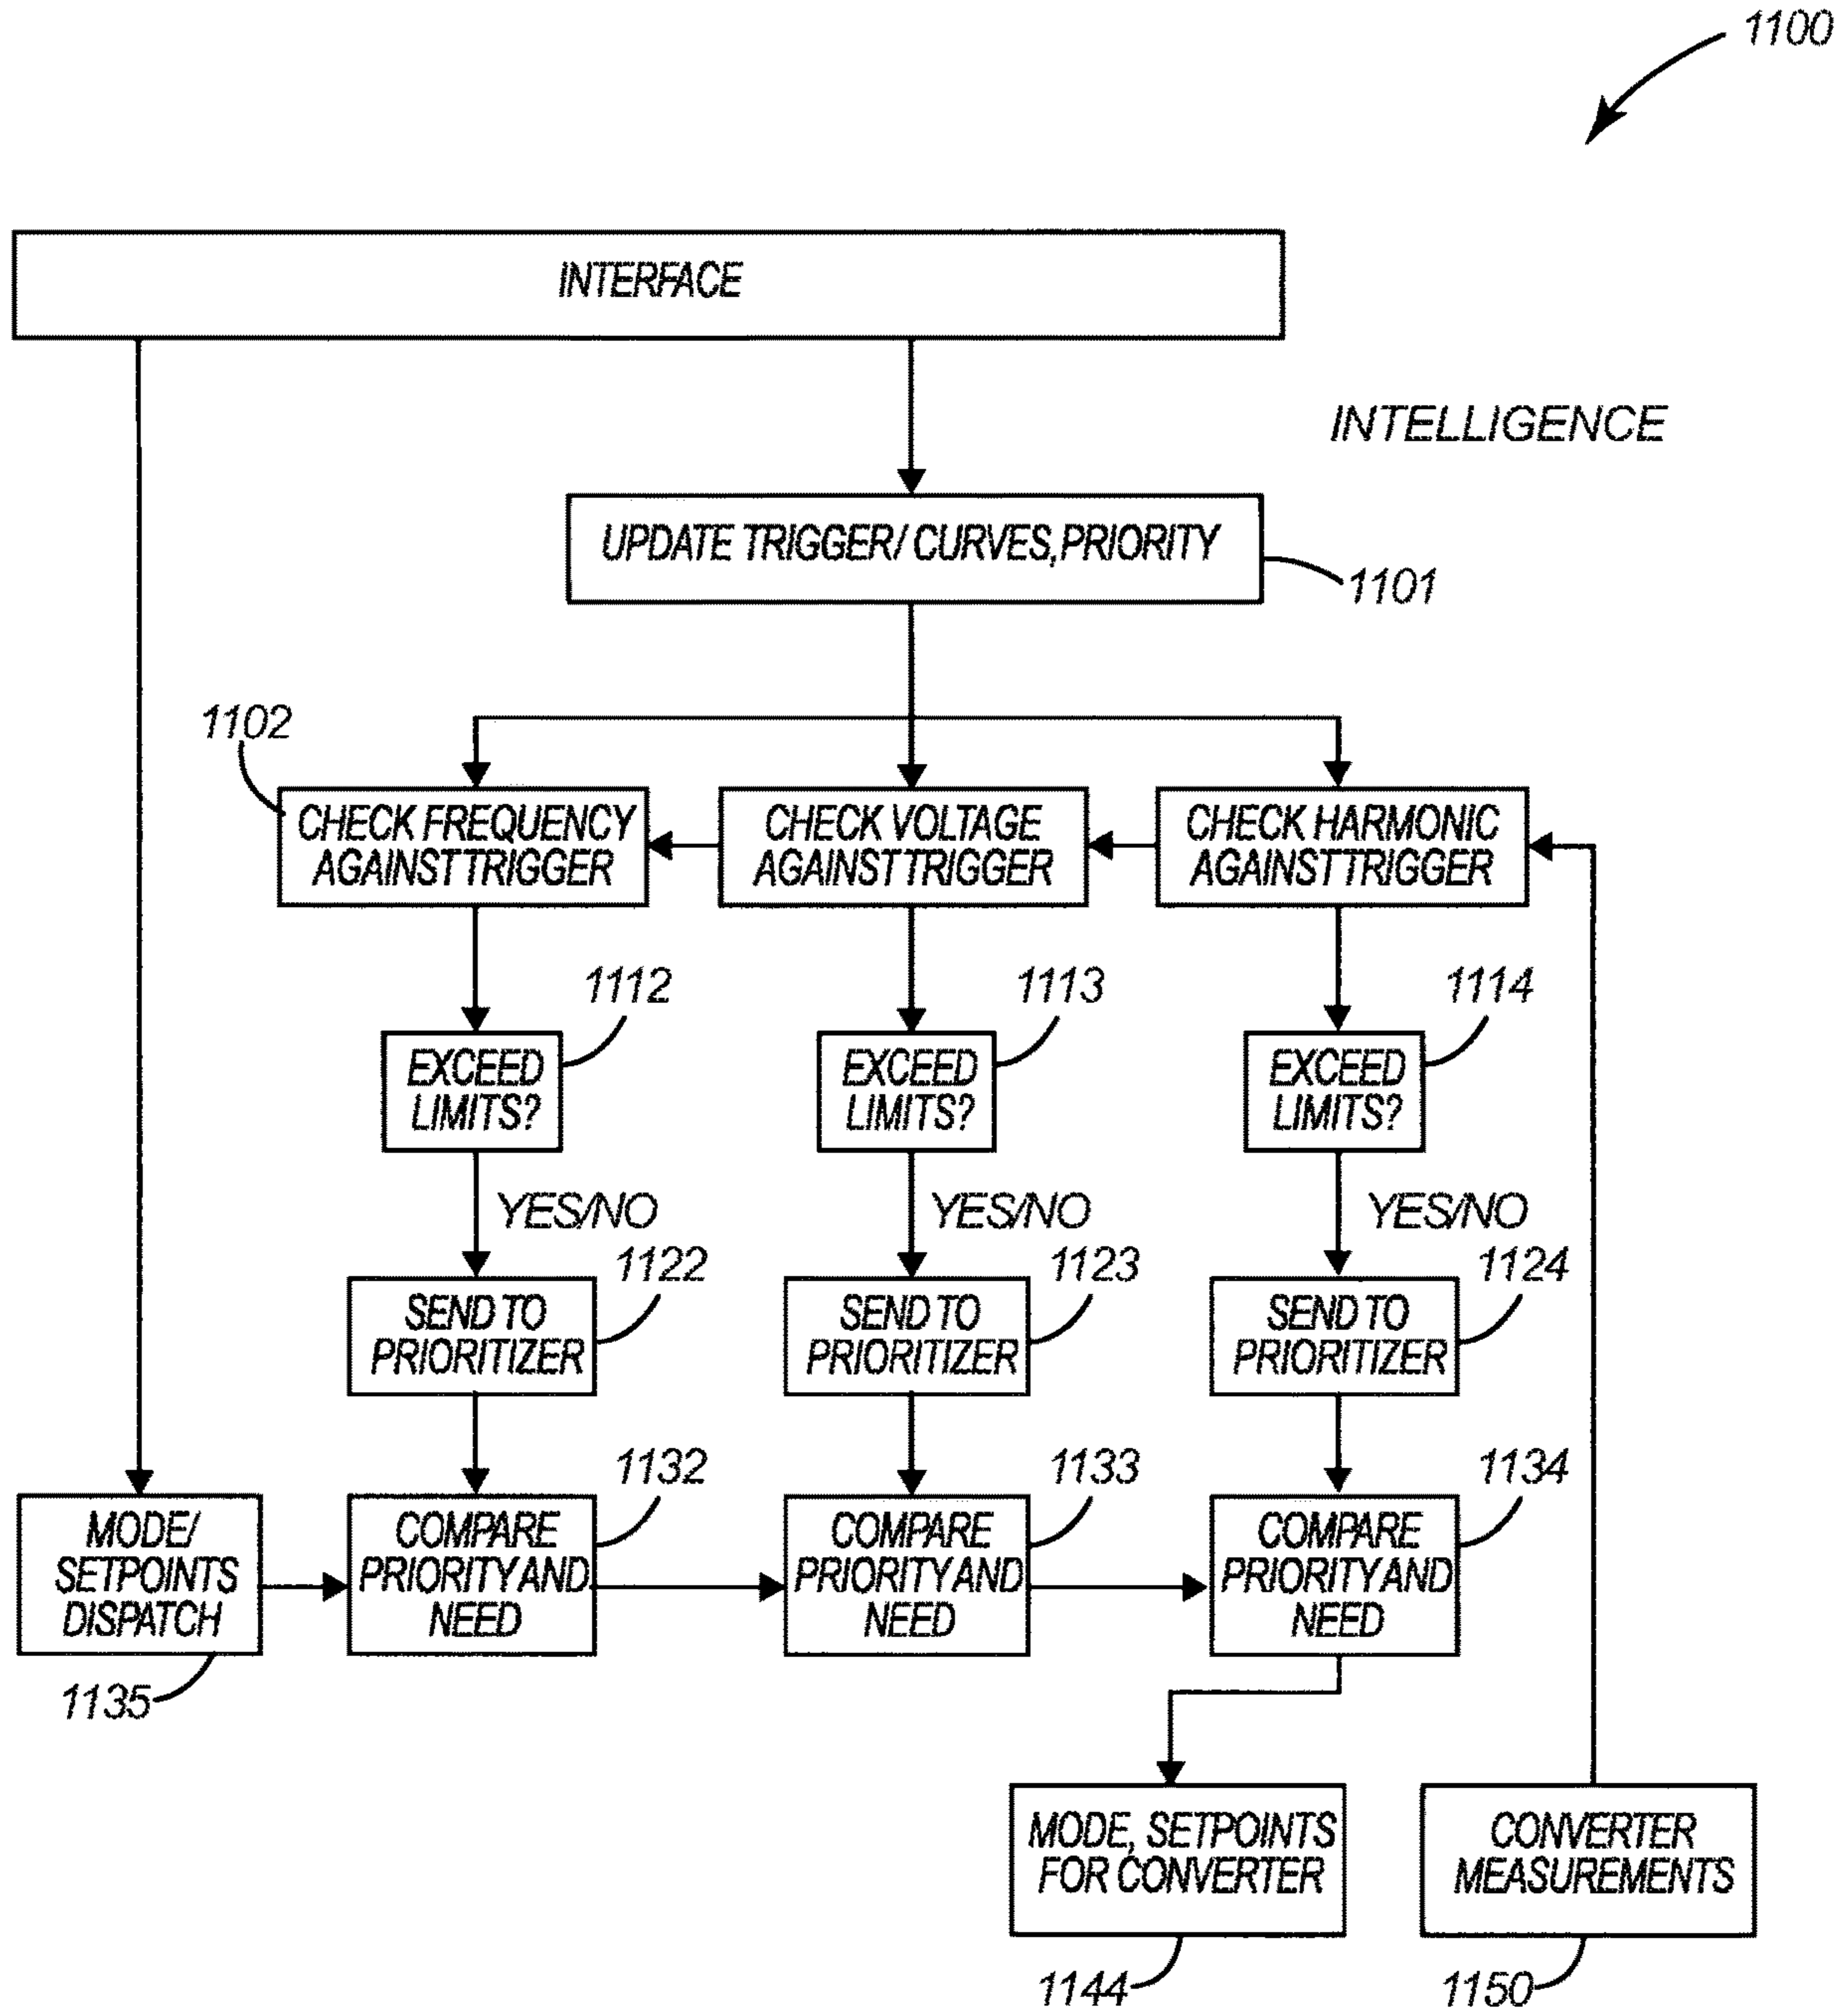 1100
INTERFACE
INTELLIGENCE
UPDATE TRIGGER/ CURVES, PRIORITY
1101
1102
CHECK FREQUENCY
AGAINST TRIGGER
CHECK VOLTAGE
AGAINST TRIGGER
CHECK HARMONIC
AGAINST TRIGGER
1112
1113
1114
EXCEED
LIMITS?
EXCEED
LIMITS?
EXCEED
LIMITS?
YES/NO
YES/NO
YES/NO
1122
1123
1124
SEND TO
PRIORITIZER
SEND TO
PRIORITIZER
SEND TO
PRIORITIZER
1132
1133
1134
MODE/
SETPOINTS
DISPATCH
COMPARE
PRIORITY AND
NEED
COMPARE
PRIORITY AND
NEED
COMPARE
PRIORITY AND
NEED
1135
MODE, SETPOINTS
FOR CONVERTER
CONVERTER
MEASUREMENTS
1144
1150